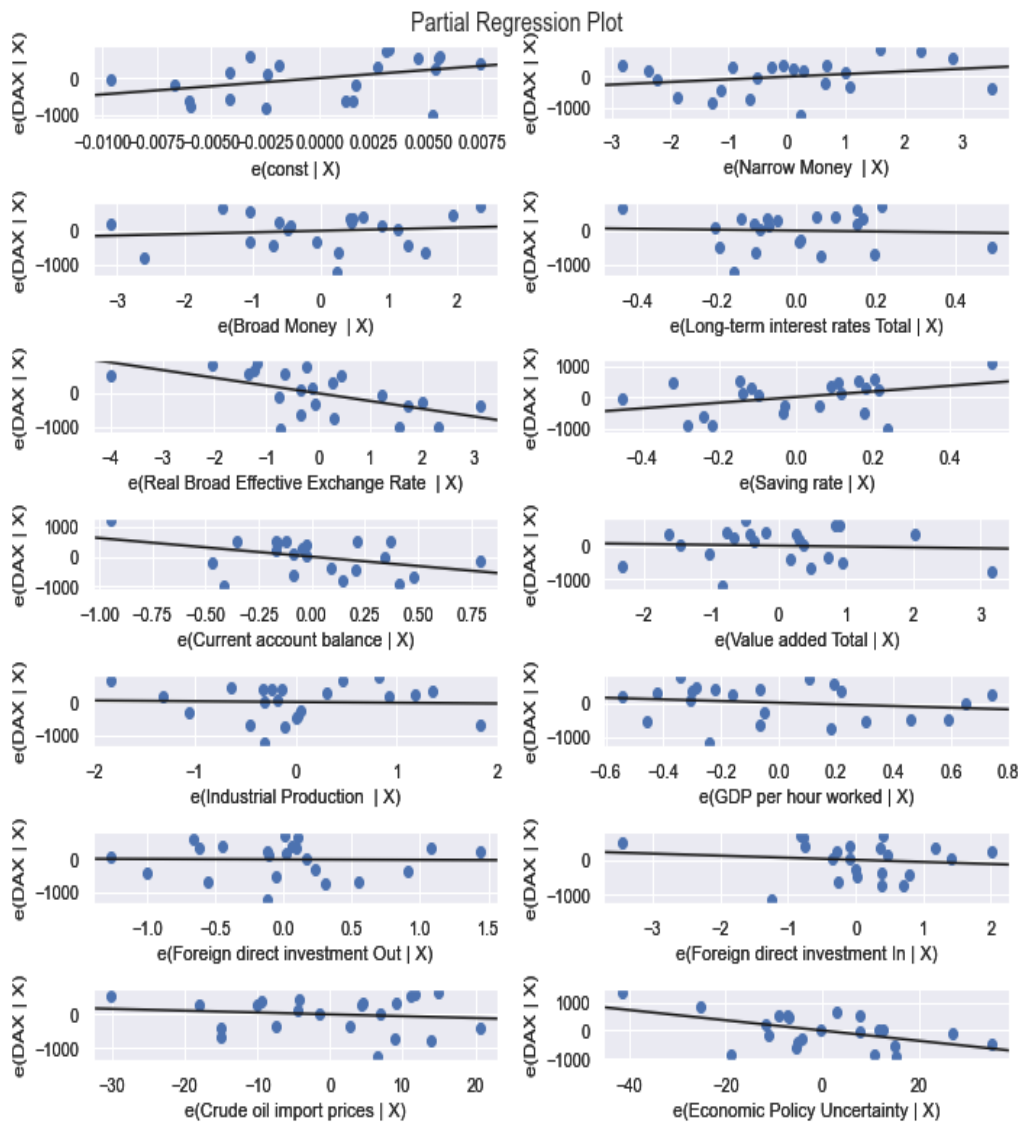 Partial Regression Plot
e(DAX | X)
0
−1000
−0.0100−0.0075−0.0050−0.0025 0.0000 0.0025 0.0050 0.0075
e(const | X)
e(DAX | X)
0
−1000
−3 −2 −1 0 1 2 3
e(Narrow Money | X)
e(DAX | X)
0
−1000
−3 −2 −1 0 1 2
e(Broad Money | X)
e(DAX | X)
0
−1000
−0.4 −0.2 0.0 0.2 0.4
e(Long-term interest rates Total | X)
e(DAX | X)
0
−1000
−4 −3 −2 −1 0 1 2 3
e(Real Broad Effective Exchange Rate | X)
e(DAX | X)
1000
0
−1000
−0.4 −0.2 0.0 0.2 0.4
e(Saving rate | X)
e(DAX | X)
1000
0
−1000
−1.00 −0.75 −0.50 −0.25 0.00 0.25 0.50 0.75
e(Current account balance | X)
e(DAX | X)
0
−1000
−2 −1 0 1 2 3
e(Value added Total | X)
e(DAX | X)
0
−1000
−2 −1 0 1 2
e(Industrial Production | X)
e(DAX | X)
0
−1000
−0.6 −0.4 −0.2 0.0 0.2 0.4 0.6 0.8
e(GDP per hour worked | X)
e(DAX | X)
0
−1000
−1.0 −0.5 0.0 0.5 1.0 1.5
e(Foreign direct investment Out | X)
e(DAX | X)
0
−1000
−3 −2 −1 0 1 2
e(Foreign direct investment In | X)
e(DAX | X)
0
−1000
−30 −20 −10 0 10 20
e(Crude oil import prices | X)
e(DAX | X)
1000
0
−1000
−40 −20 0 20
e(Economic Policy Uncertainty | X)